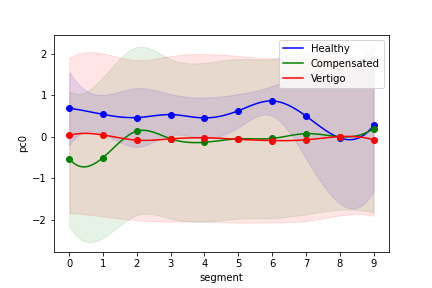 Healthy
Compensated
Vertigo
2
1
0
−1
−2
pc0
0 1 2 3 4 5 6 7 8 9
segment